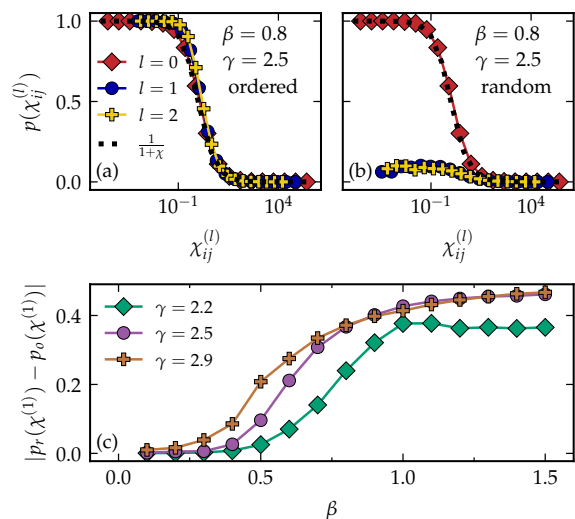 1.0
0.5
0.0
p(χ_ij^(l))
β = 0.8
γ = 2.5
ordered
l = 0
l = 1
l = 2
1/(1+χ)
(a)
10^−1
10^4
χ_ij^(l)
β = 0.8
γ = 2.5
random
(b)
10^−1
10^4
χ_ij^(l)
|p_r(χ^(1)) − p_o(χ^(1))|
0.4
0.2
0.0
γ = 2.2
γ = 2.5
γ = 2.9
(c)
0.0
0.5
1.0
1.5
β